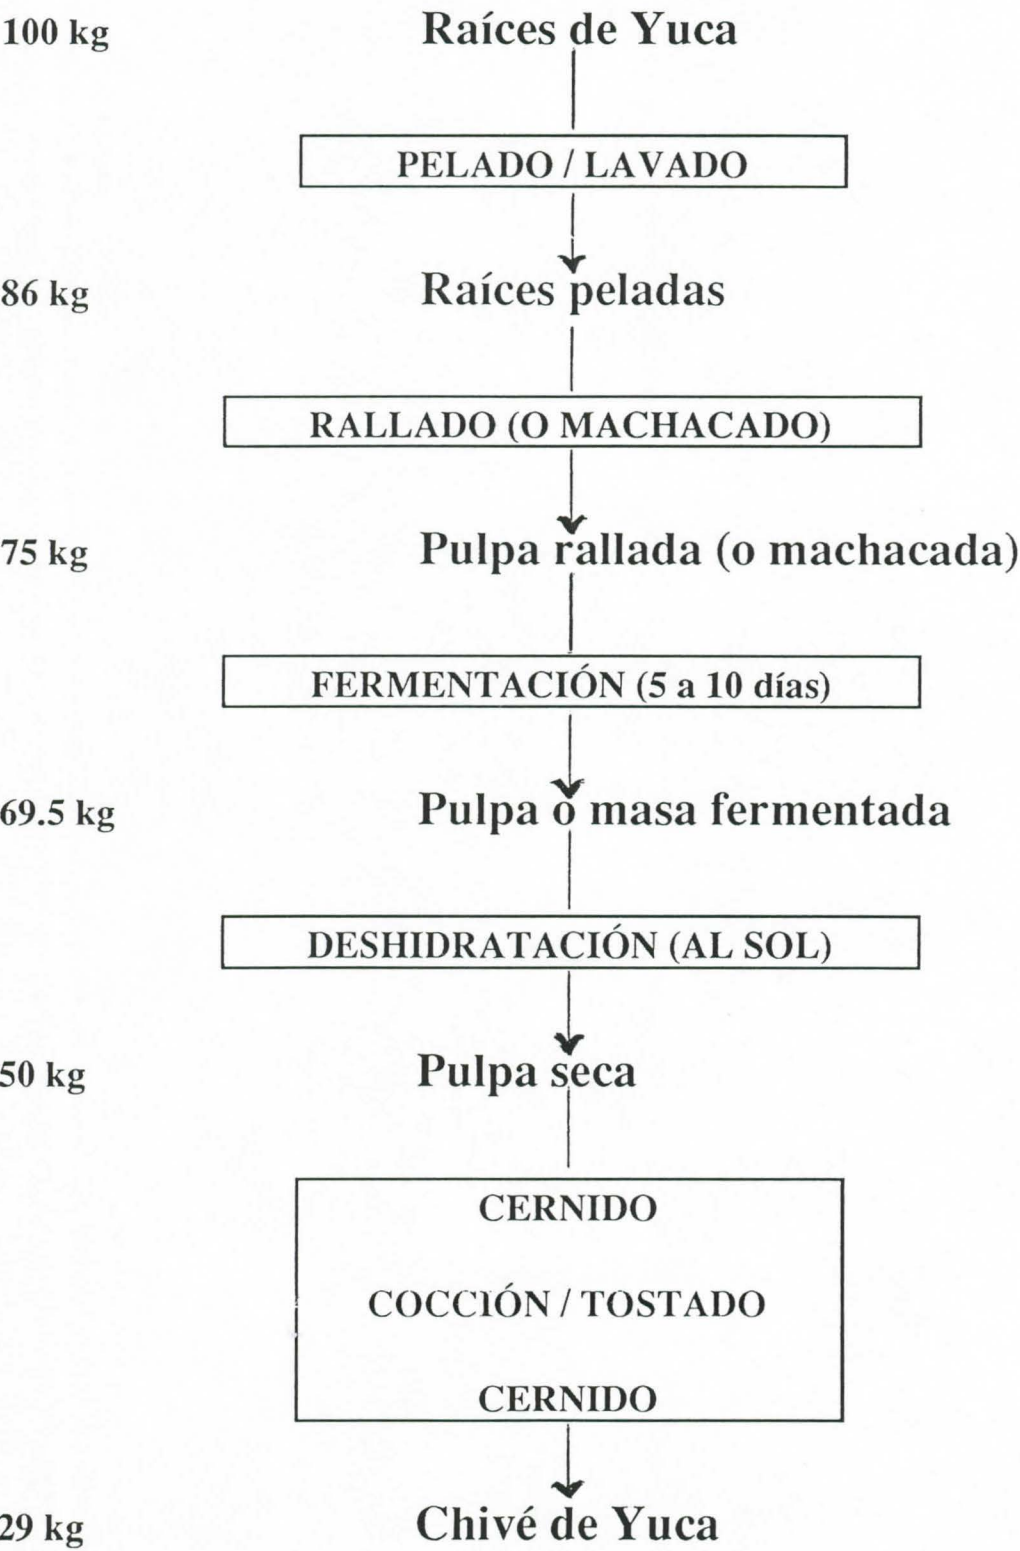 100 kg Raíces de Yuca
PELADO / LAVADO
86 kg Raíces peladas
RALLADO (O MACHACADO)
75 kg Pulpa rallada (o machacada)
FERMENTACIÓN (5 a 10 días)
69.5 kg Pulpa o masa fermentada
DESHIDRATACIÓN (AL SOL)
50 kg Pulpa seca
CERNIDO
COCCIÓN / TOSTADO
CERNIDO
29 kg Chivé de Yuca